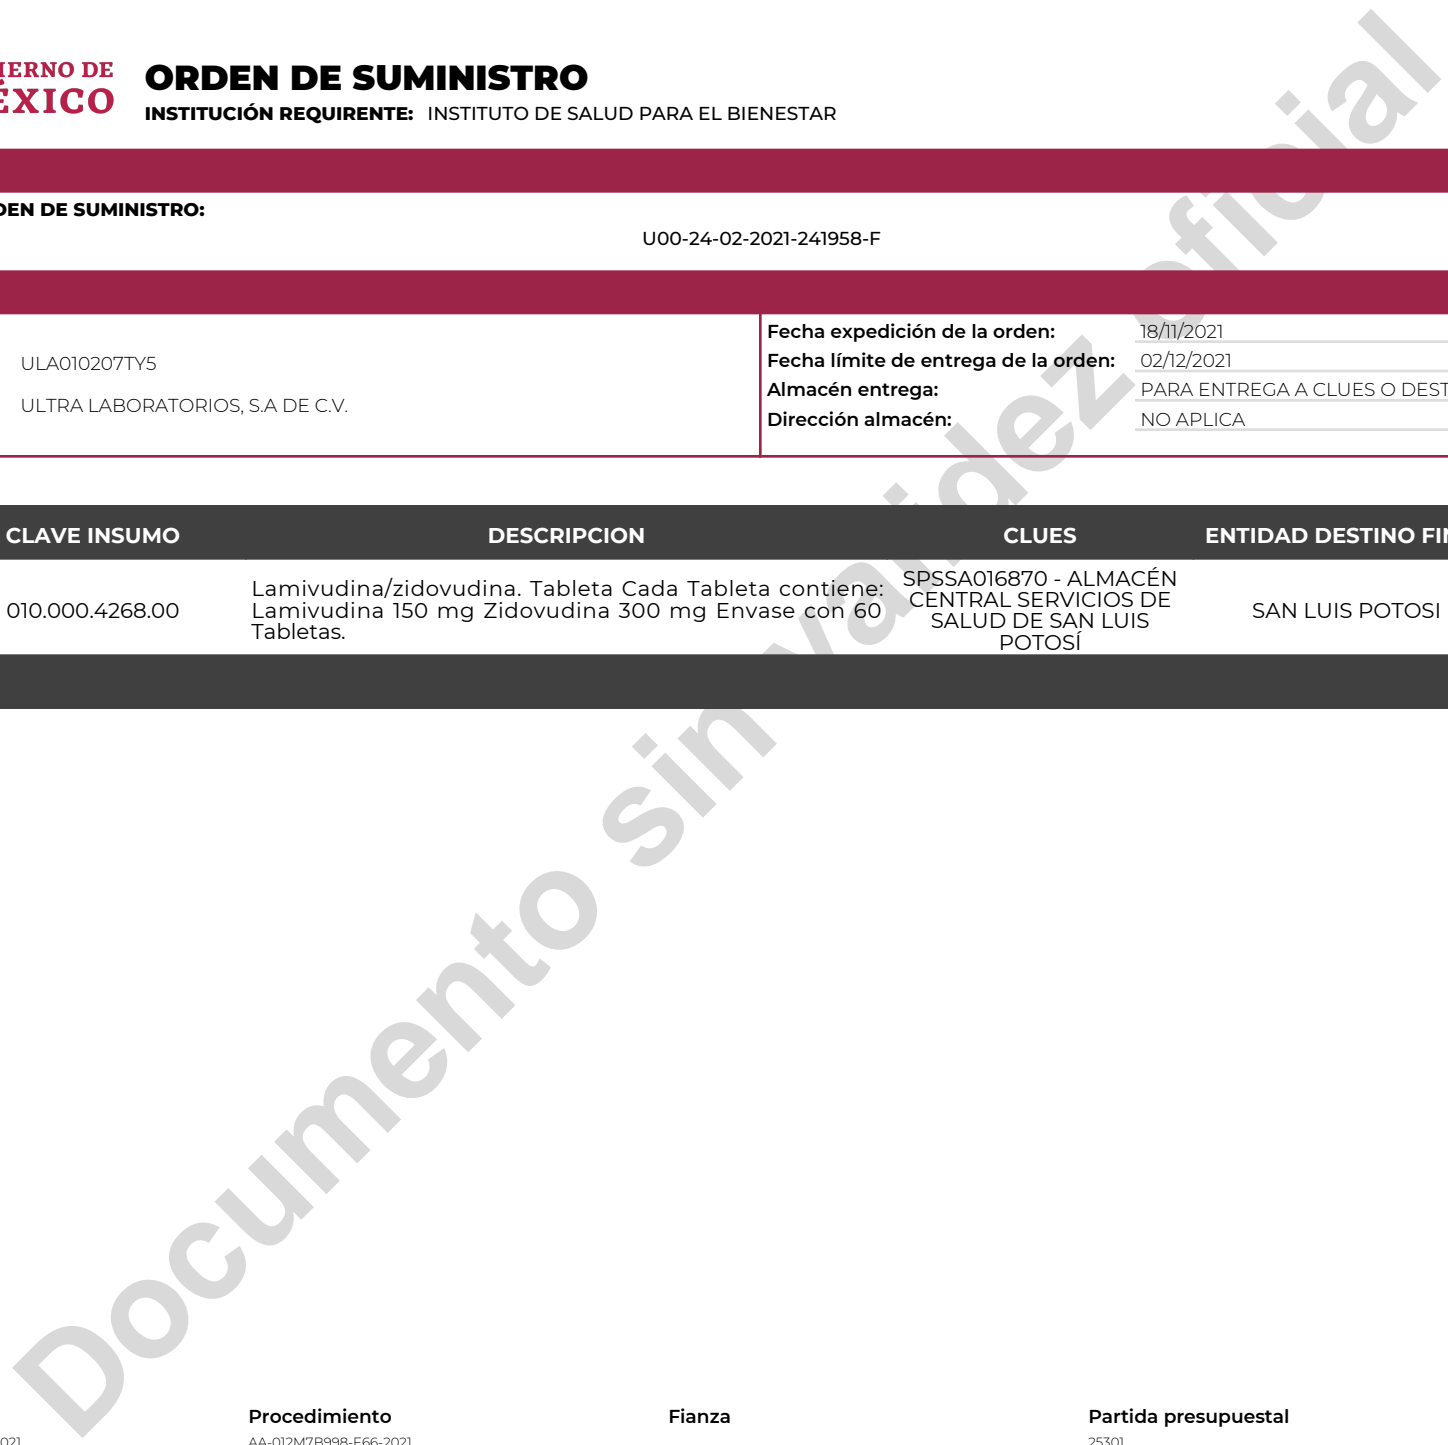 ORDEN DE SUMINISTRO
INSTITUCIÓN REQUIRENTE: INSTITUTO DE SALUD PARA EL BIENESTAR
DE SUMINISTRO:
U00-24-02-2021-241958-F
ULA010207TY5
ULTRA LABORATORIOS, S.A DE C.V.
Fecha expedición de la orden: 18/11/2021
Fecha límite de entrega de la orden: 02/12/2021
Almacén entrega: PARA ENTREGA A CLUES O DEST
Dirección almacén: NO APLICA
CLAVE INSUMO DESCRIPCION CLUES ENTIDAD DESTINO
010.000.4268.00
Lamivudina/zidovudina. Tableta Cada Tableta contiene:
Lamivudina 150 mg Zidovudina 300 mg Envase con 60
Tabletas.
SPSSA016870 - ALMACÉN
CENTRAL SERVICIOS DE
SALUD DE SAN LUIS
POTOSÍ
SAN LUIS POTOSI
Documento sin validez oficial
Procedimiento Fianza Partida presupuestal
AA-012M7B998-E66-2021 25301